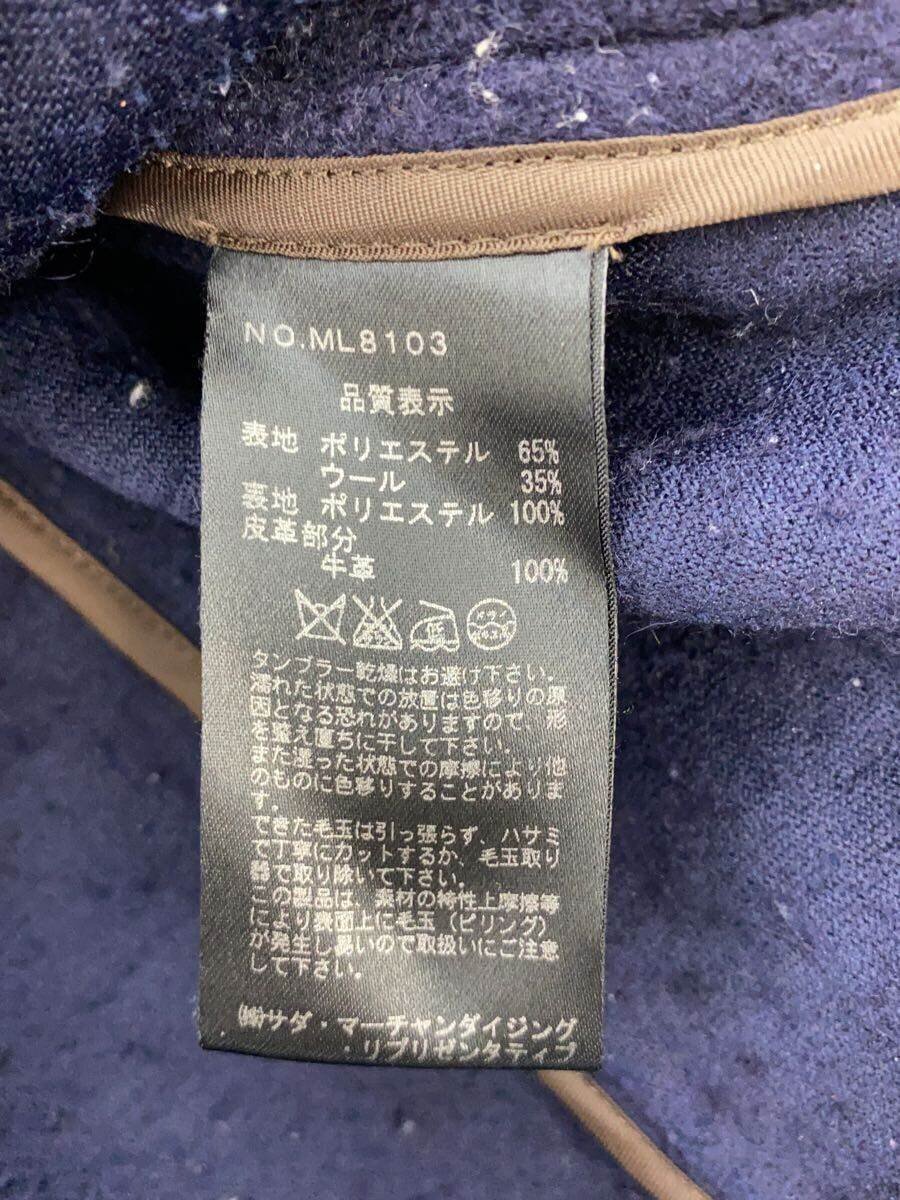 NO.ML8103
品質表示
表地 ポリエステル 65%
ウール 35%
裏地 ポリエステル 100%
皮革部分
牛革 100%
低
タンブラー乾燥はお避け下さい。
濡れた状態での放置は色移りの原
因となる恐れがありますので、形
を整え直ちに干して下さい。
また湿った状態での摩擦により他
のものに色移りすることがありま
す。
できた毛玉は引っ張らず、ハサミ
で丁寧にカットするか、毛玉取り
器で取り除いて下さい。
この製品は、素材の特性上摩擦等
により表面上に毛玉(ピリング)
が発生し易いので取扱いにご注意
して下さい。
㈱サダ・マーチャンダイジング
・リプリゼンタティブ